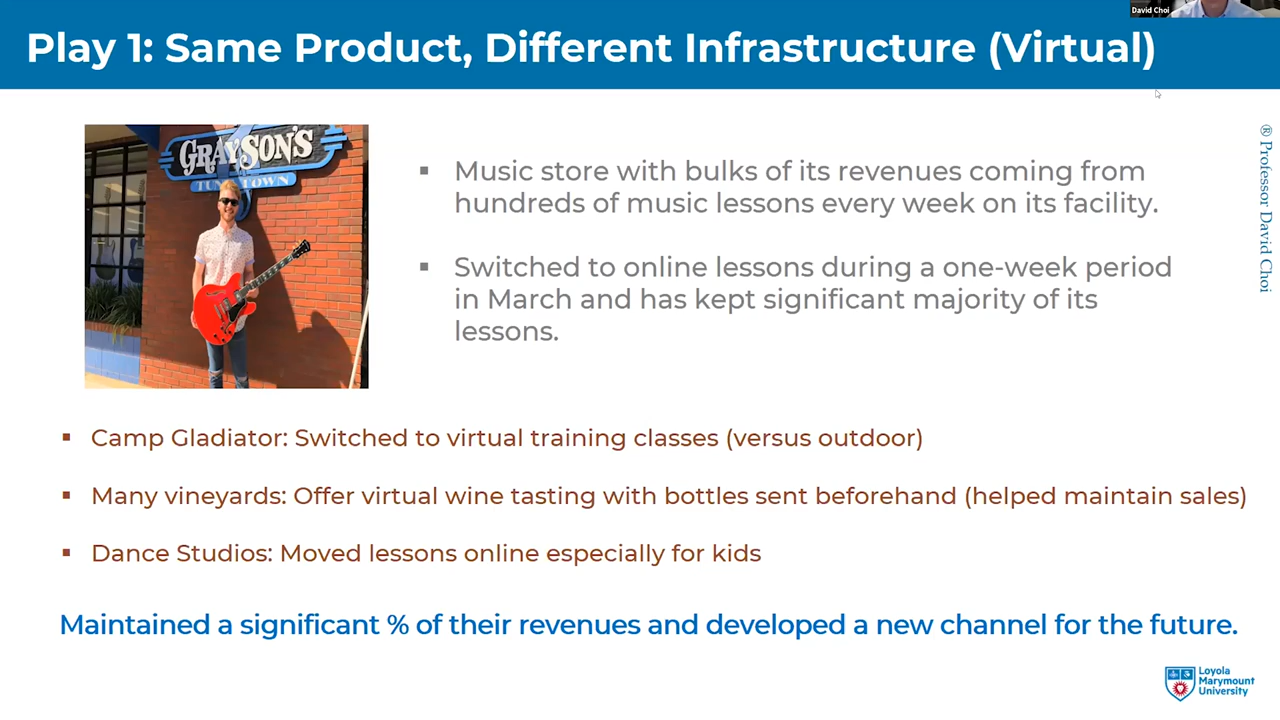 David Choi
Play 1: Same Product, Different Infrastructure (Virtual)
® Professor David Choi
GRAYSON'S
TUNE TOWN
▪ Music store with bulks of its revenues coming from
hundreds of music lessons every week on its facility.
▪ Switched to online lessons during a one-week period
in March and has kept significant majority of its
lessons.
▪ Camp Gladiator: Switched to virtual training classes (versus outdoor)
▪ Many vineyards: Offer virtual wine tasting with bottles sent beforehand (helped maintain sales)
▪ Dance Studios: Moved lessons online especially for kids
Maintained a significant % of their revenues and developed a new channel for the future.
Loyola
Marymount
University